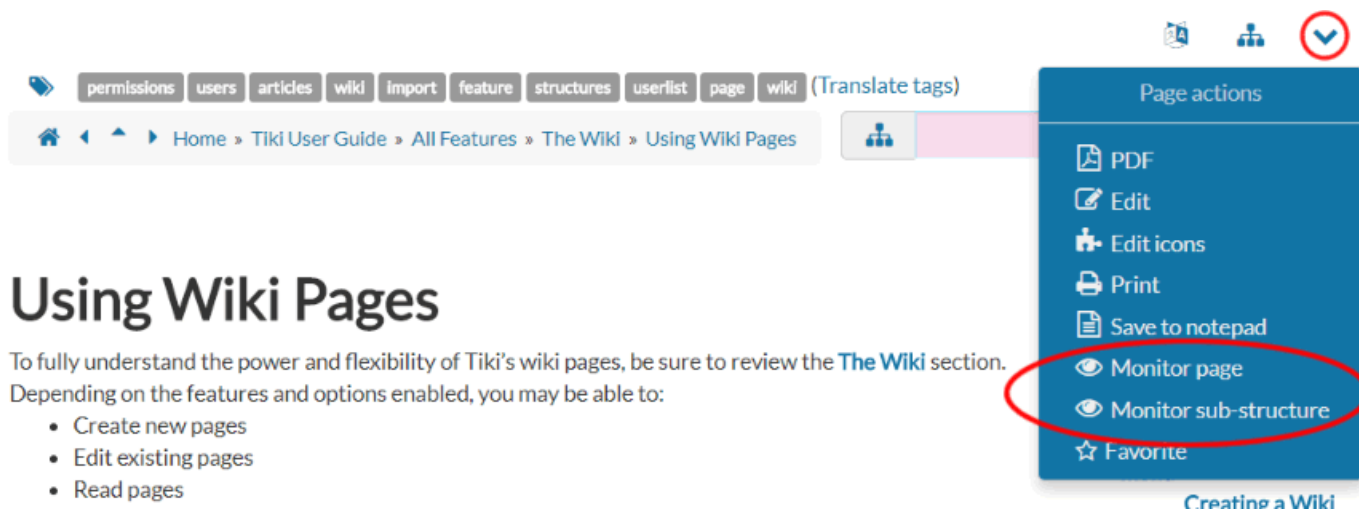 permissions users articles wiki import feature structures userlist page wiki (Translate tags)
Home » Tiki User Guide » All Features » The Wiki » Using Wiki Pages
Page actions
PDF
Edit
Edit icons
Print
Save to notepad
Monitor page
Monitor sub-structure
Favorite
Using Wiki Pages
To fully understand the power and flexibility of Tiki's wiki pages, be sure to review the The Wiki section.
Depending on the features and options enabled, you may be able to:
• Create new pages
• Edit existing pages
• Read pages
Creating a Wiki